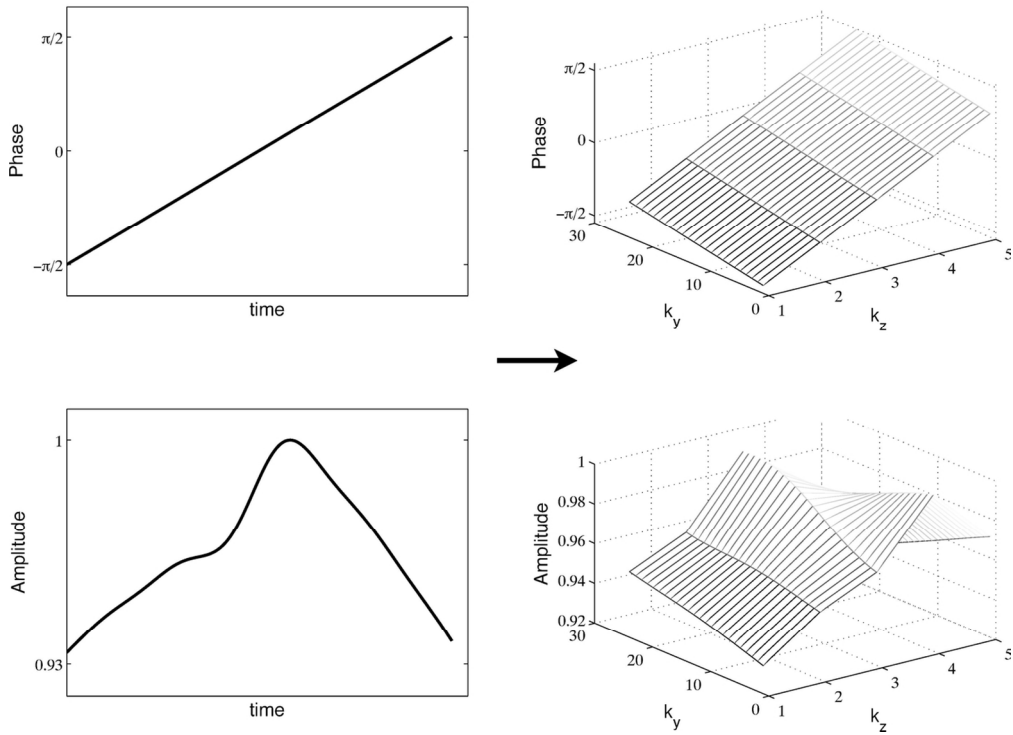 π/2
0
−π/2
Phase
time
π/2
0
−π/2
Phase
30
20
10
0
k_y
1
2
3
4
5
k_z
1
0.93
Amplitude
time
1
0.98
0.96
0.94
0.92
Amplitude
30
20
10
0
k_y
1
2
3
4
5
k_z